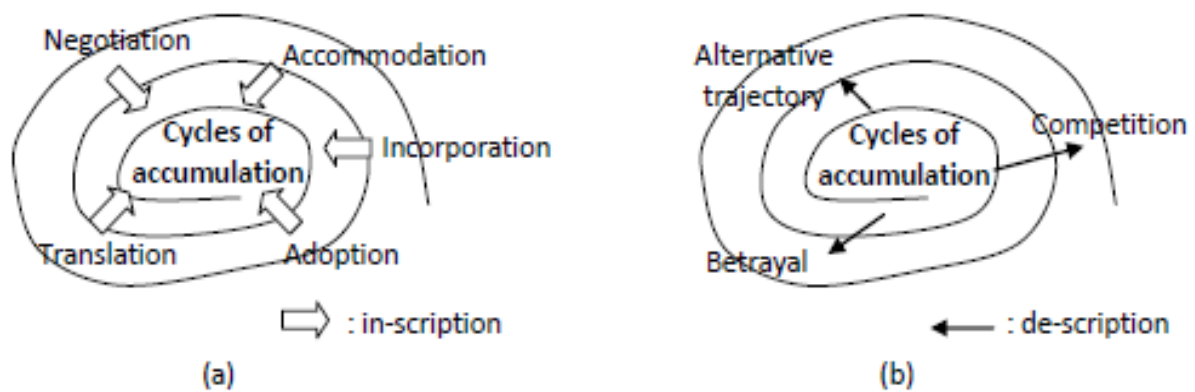 Negotiation
Accommodation
Cycles of
accumulation
Incorporation
Translation
Adoption
: in-scription
(a)
Alternative
trajectory
Competition
Cycles of
accumulation
Betrayal
: de-scription
(b)